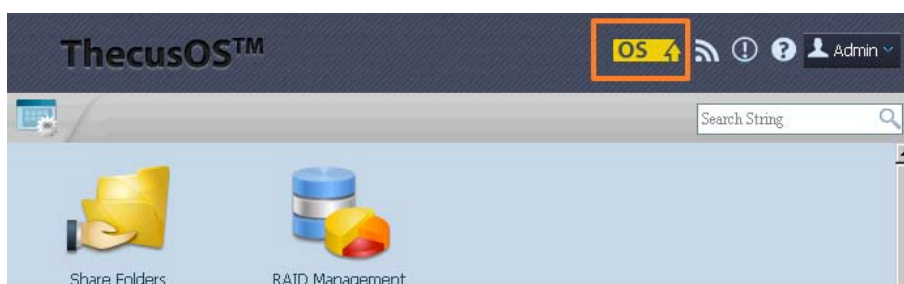 ThecusOS™
OS
Admin
Search String
Share Folders
RAID Management